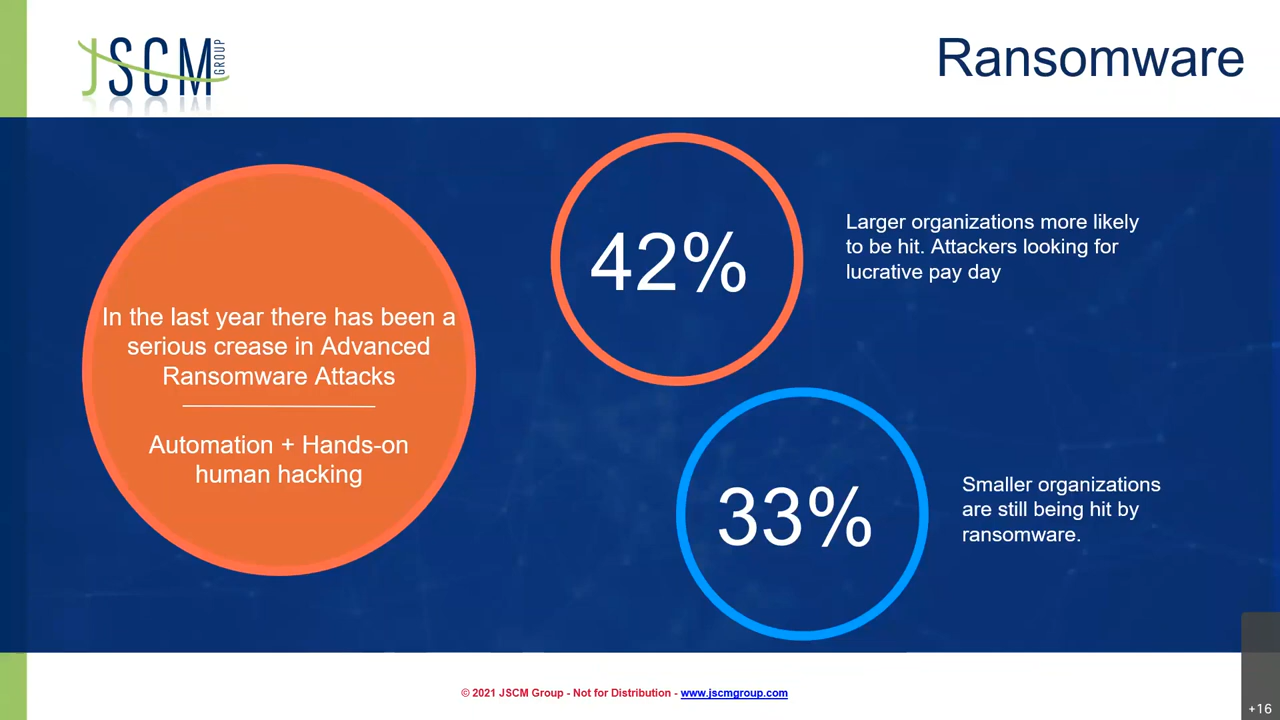 JSCM GROUP
Ransomware
In the last year there has been a
serious crease in Advanced
Ransomware Attacks
Automation + Hands-on
human hacking
42%
Larger organizations more likely
to be hit. Attackers looking for
lucrative pay day
33%
Smaller organizations
are still being hit by
ransomware.
© 2021 JSCM Group - Not for Distribution - www.jscmgroup.com
+16